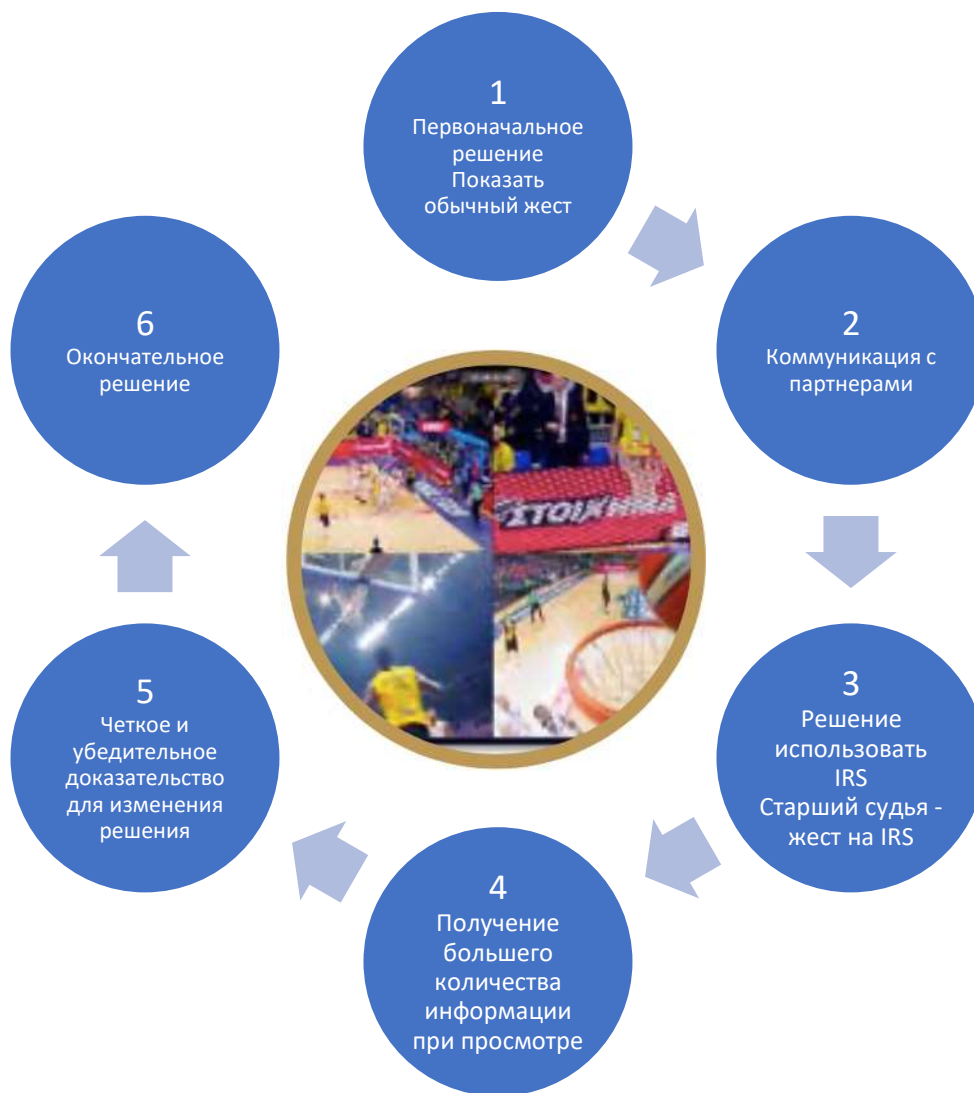 1
Первоначальное
решение
Показать
обычный жест
2
Коммуникация с
партнерами
3
Решение
использовать
IRS
Старший судья -
жест на IRS
4
Получение
большего
количества
информации
при просмотре
5
Четкое и
убедительное
доказательство
для изменения
решения
6
Окончательное
решение
ΣΤΟΙΧΗΜΑ